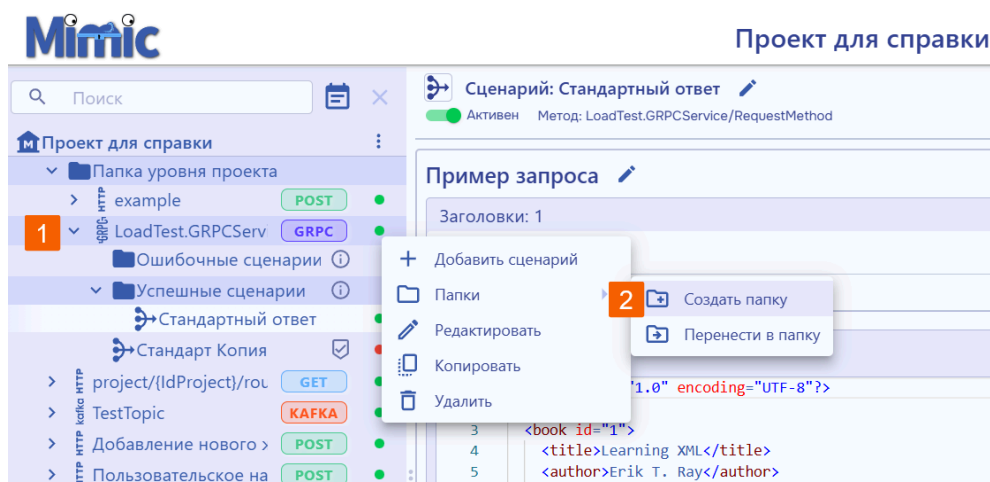 Mimic
Проект для справки
Поиск
Сценарий: Стандартный ответ
Активен Метод: LoadTest.GRPCService/RequestMethod
Проект для справки
Папка уровня проекта
HTTP example POST
1 GRPC LoadTest.GRPCServ GRPC
Ошибочные сценарии
Успешные сценарии
Стандартный ответ
Стандарт Копия
HTTP project/{IdProject}/rou GET
kafka TestTopic KAFKA
HTTP Добавление нового POST
HTTP Пользовательское на POST
Пример запроса
Заголовки: 1
Добавить сценарий
Папки
Редактировать
Копировать
Удалить
2 Создать папку
Перенести в папку
"1.0" encoding="UTF-8"?>
3 <book id="1">
4 <title>Learning XML</title>
5 <author>Erik T. Ray</author>